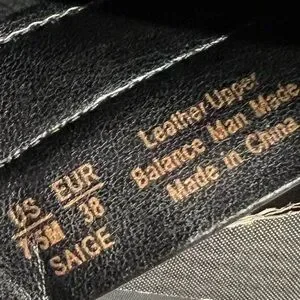 US EUR
7.5M 38
SAIGE
Leather Upper
Balance Man Made
Made in China